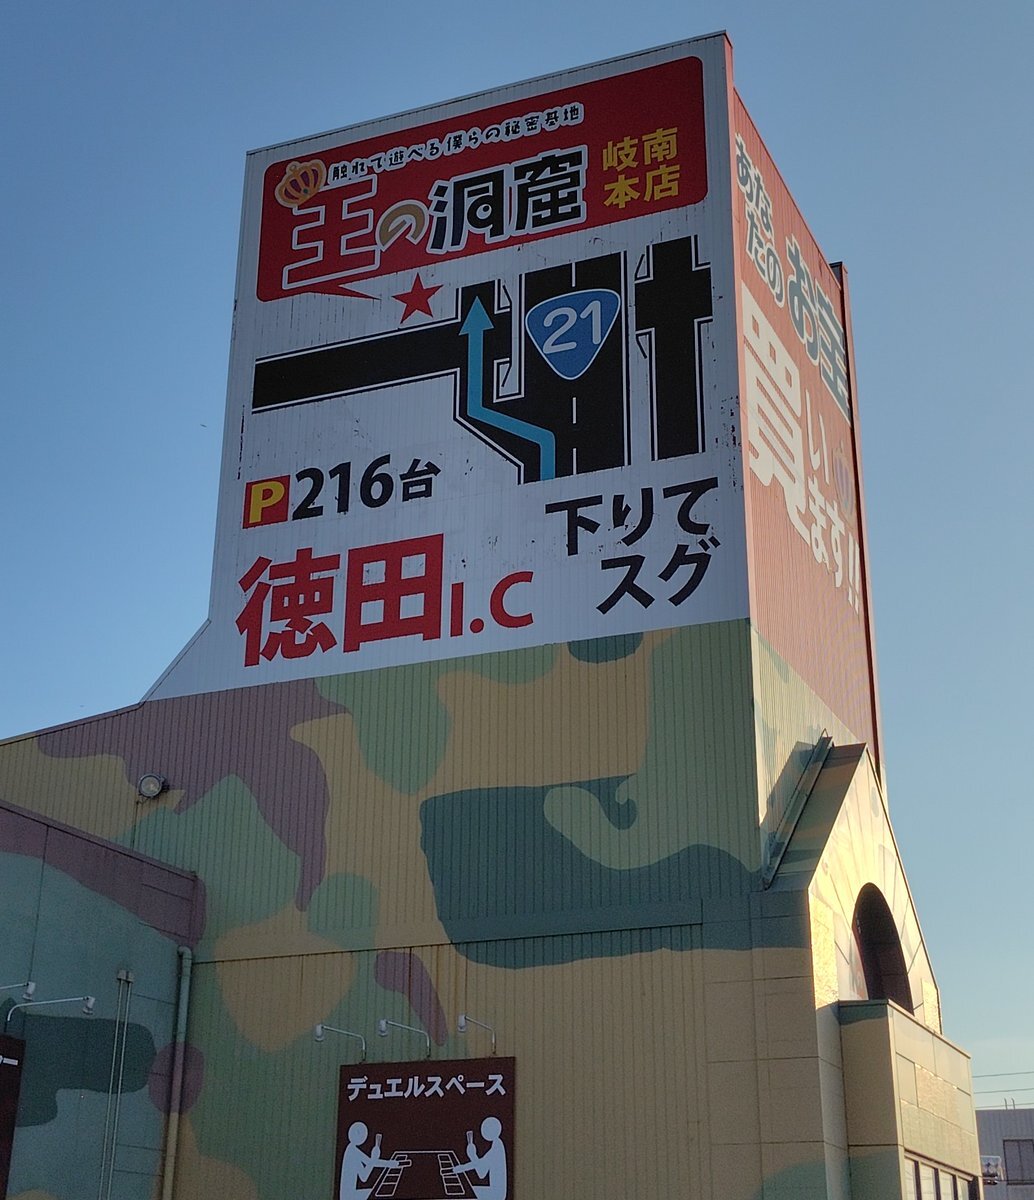 触れて遊べる僕らの秘密基地
王の洞窟
岐南
本店
21
P216台
徳田I.C
下りて
スグ
あなたの
お宝
買います!!
デュエルスペース
ー